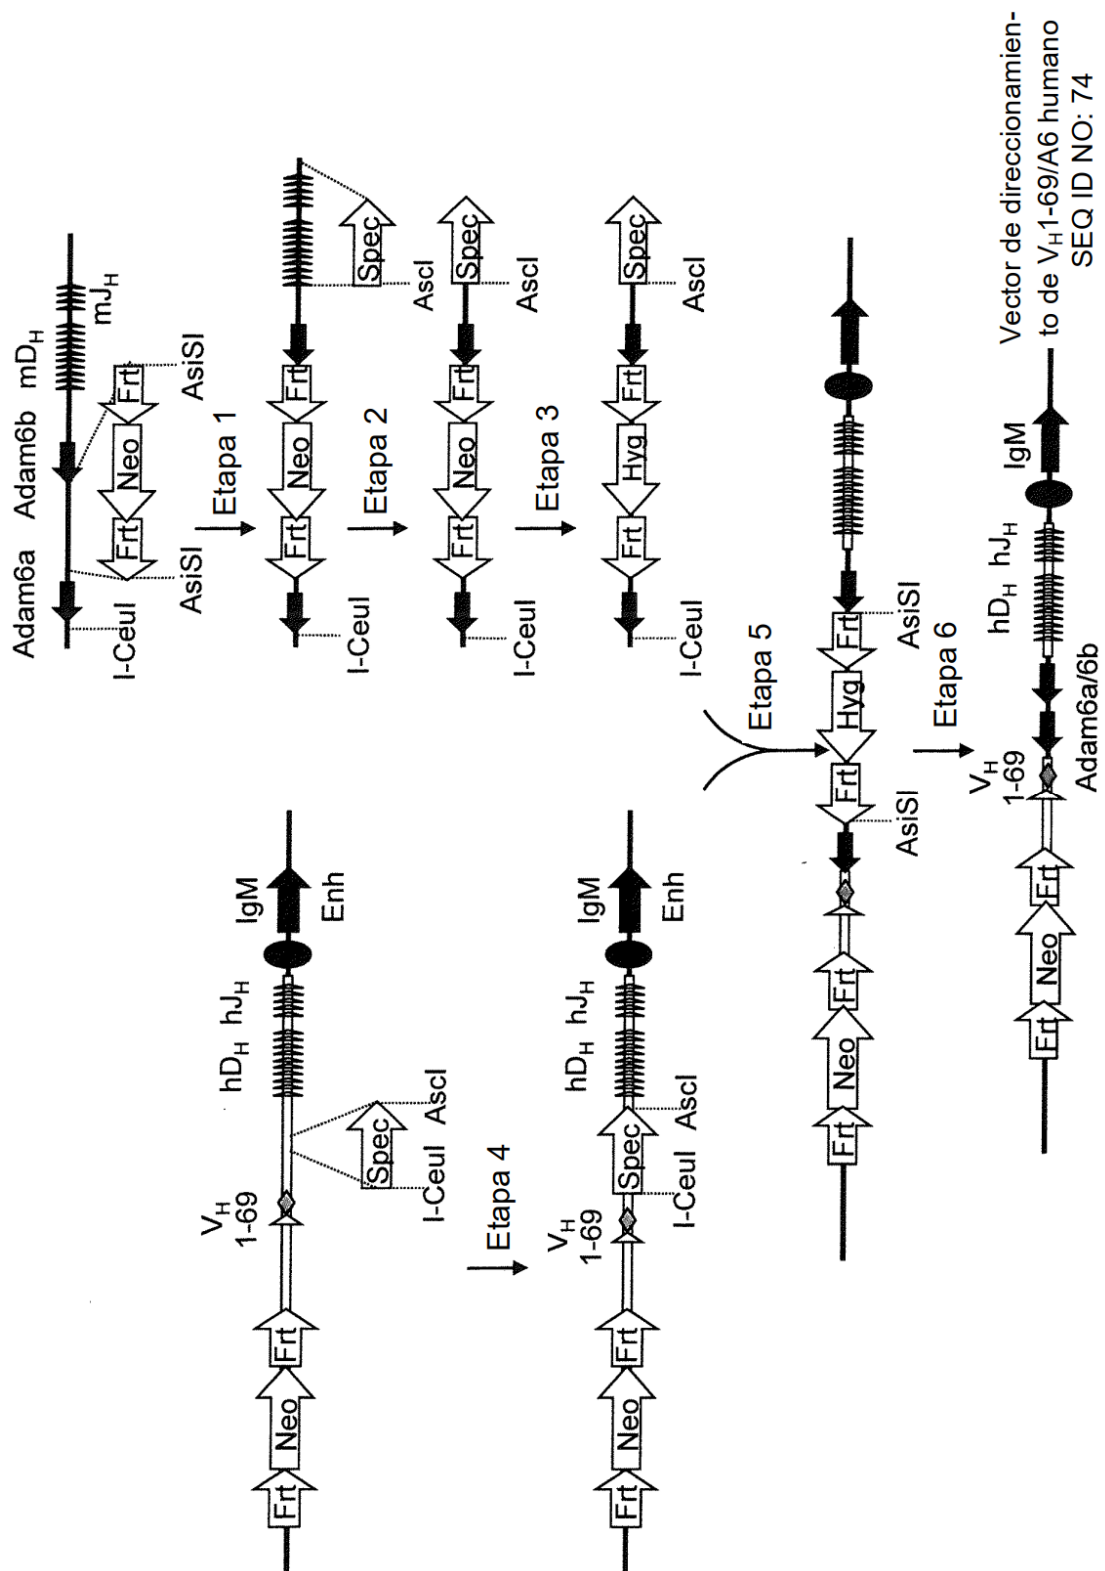 Adam6a Adam6b mD_H mJ_H
Frt Neo Frt
I-CeuI AsiSI AsiSI
Etapa 1
Frt Neo Frt
Spec
I-CeuI AscI
Etapa 2
Frt Neo Frt Spec
I-CeuI AscI
Etapa 3
Frt Hyg Frt Spec
I-CeuI AscI
V_H
1-69
hD_H hJ_H IgM
Frt Neo Frt
Enh
Spec
I-CeuI AscI
Etapa 4
V_H
1-69
hD_H hJ_H IgM
Frt Neo Frt Spec
Enh
I-CeuI AscI
Etapa 5
Frt Neo Frt Frt Hyg Frt
AsiSI AsiSI
Etapa 6
V_H
1-69
hD_H hJ_H IgM
Frt Neo Frt
Adam6a/6b
Vector de direccionamien-
to de V_H1-69/A6 humano
SEQ ID NO: 74